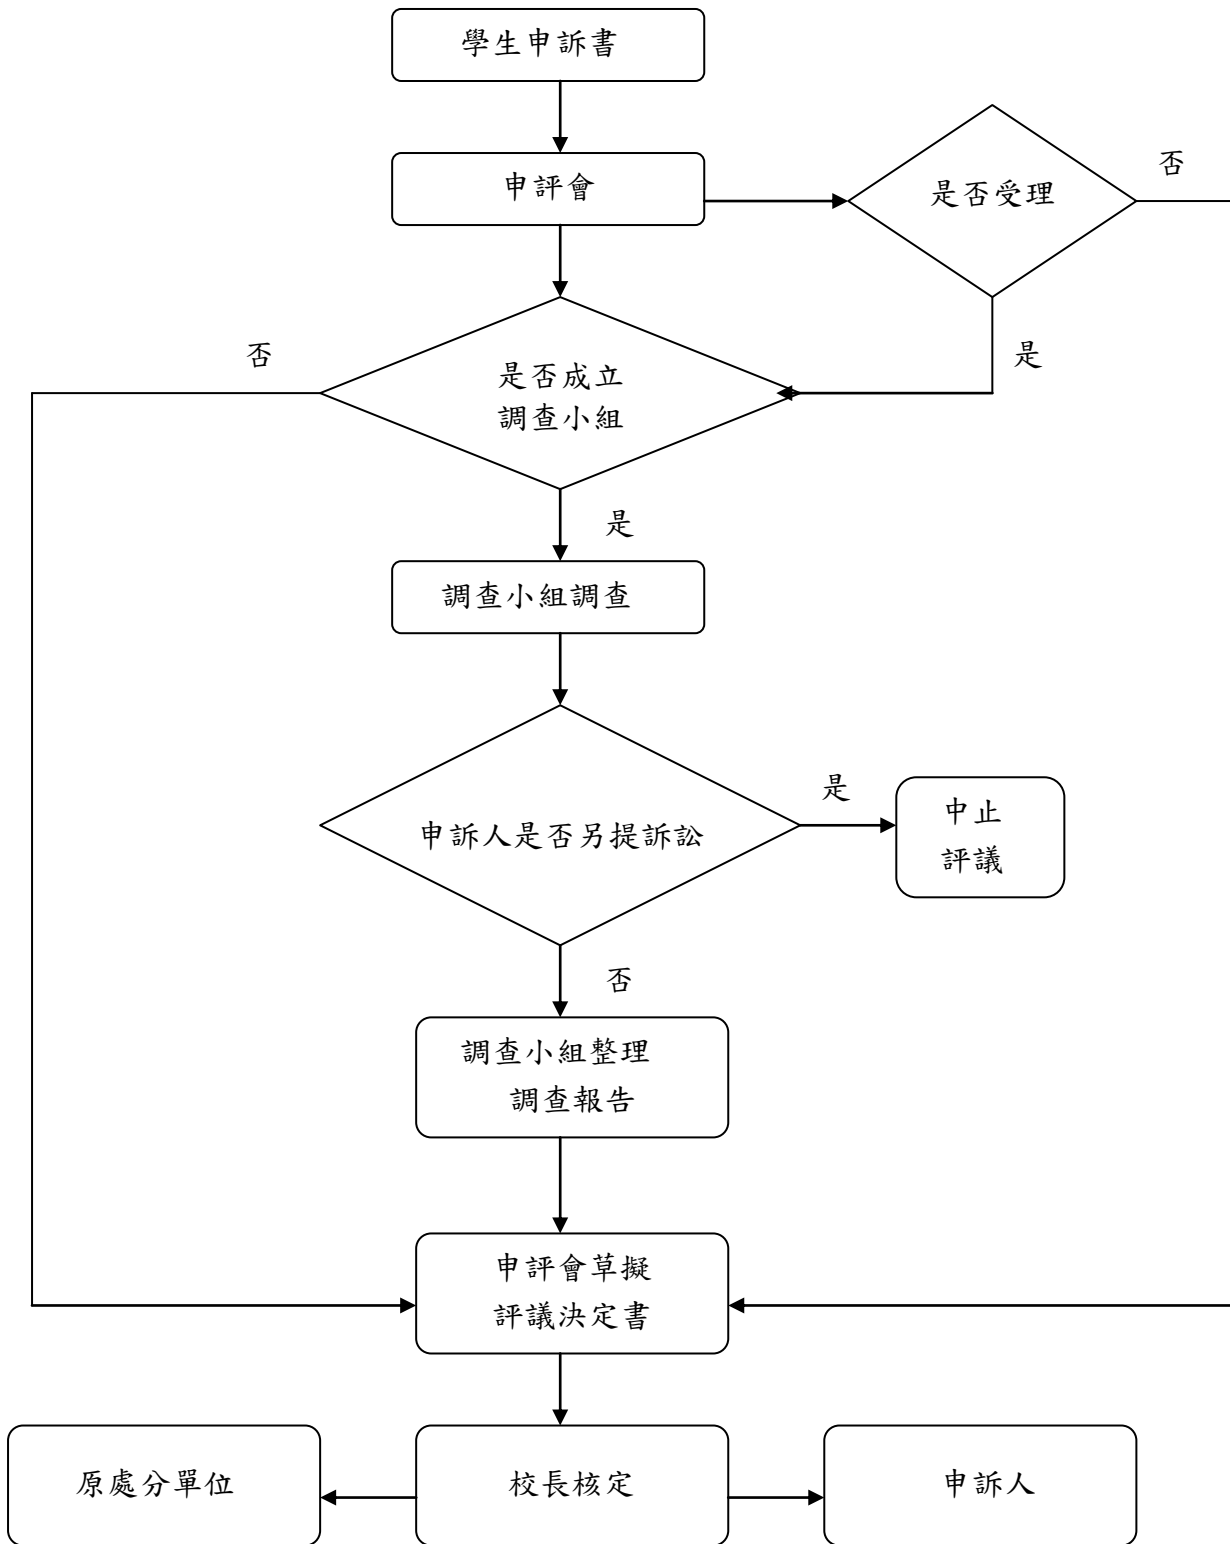 學生申訴書
申評會
是否受理
否
是
否
是否成立
調查小組
是
調查小組調查
申訴人是否另提訴訟
是
中止
評議
否
調查小組整理
調查報告
申評會草擬
評議決定書
原處分單位
校長核定
申訴人